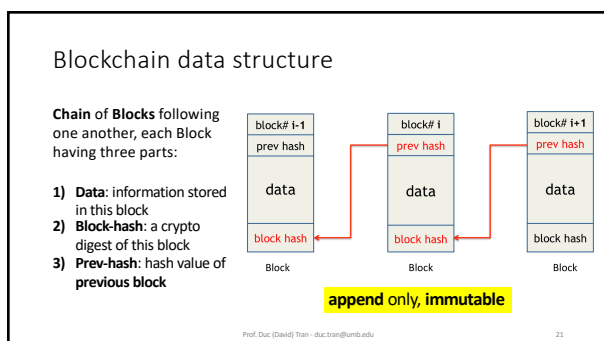 Blockchain data structure
Chain of Blocks following
one another, each Block
having three parts:
1) Data: information stored
in this block
2) Block-hash: a crypto
digest of this block
3) Prev-hash: hash value of
previous block
block# i-1
prev hash
data
block hash
Block
block# i
prev hash
data
block hash
Block
block# i+1
prev hash
data
block hash
Block
append only, immutable
Prof. Duc (David) Tran - duc.tran@umb.edu
21